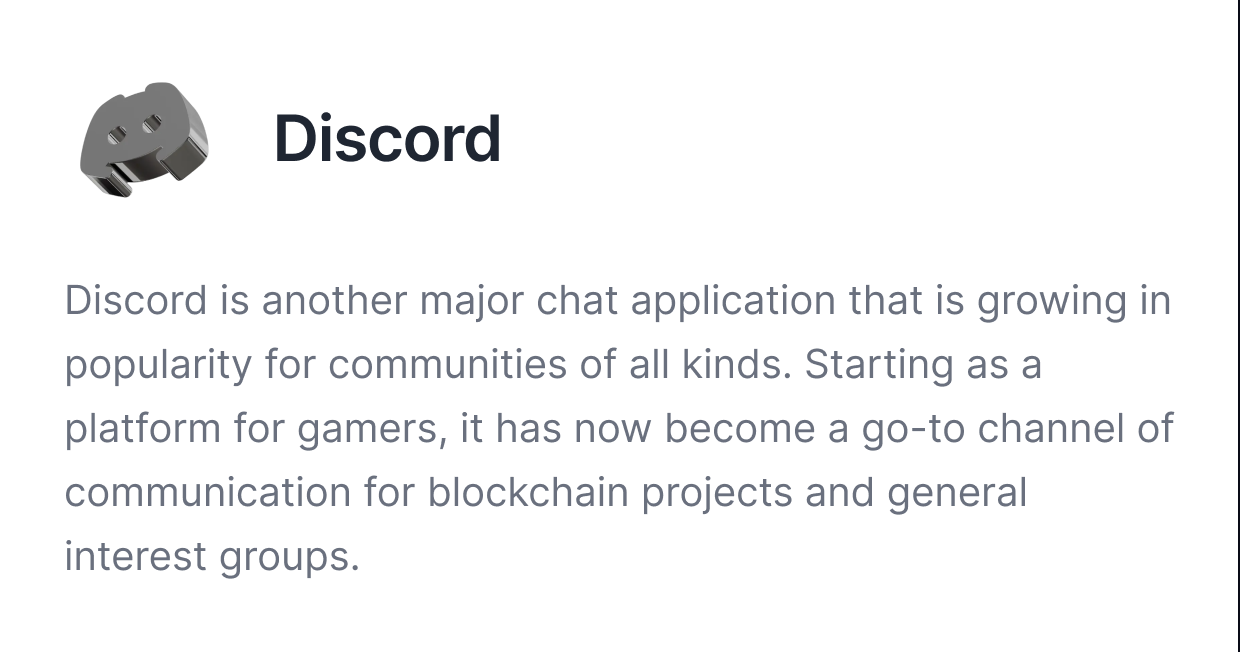 Discord
Discord is another major chat application that is growing in
popularity for communities of all kinds. Starting as a
platform for gamers, it has now become a go-to channel of
communication for blockchain projects and general
interest groups.